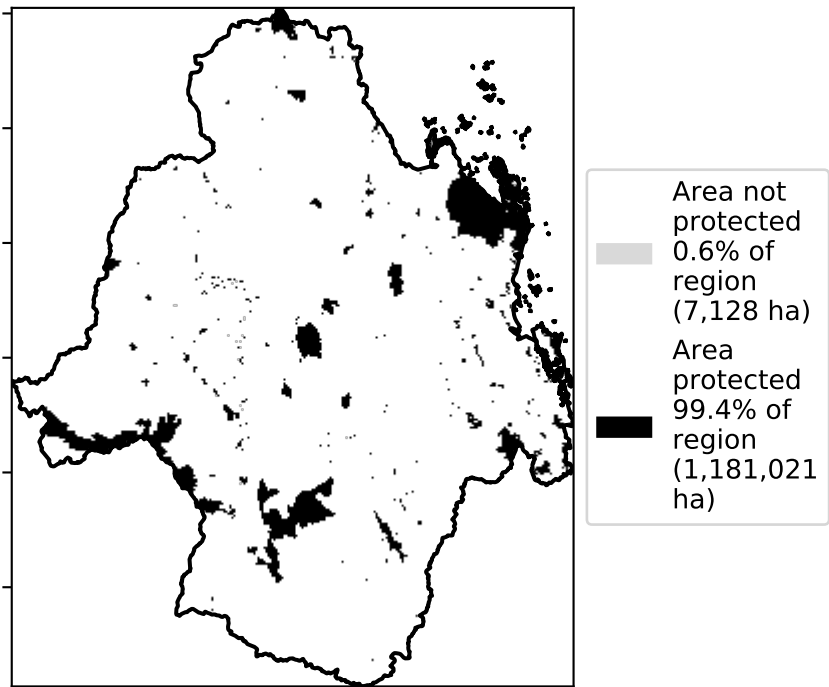 Area not
protected
0.6% of
region
(7,128 ha)
Area
protected
99.4% of
region
(1,181,021
ha)